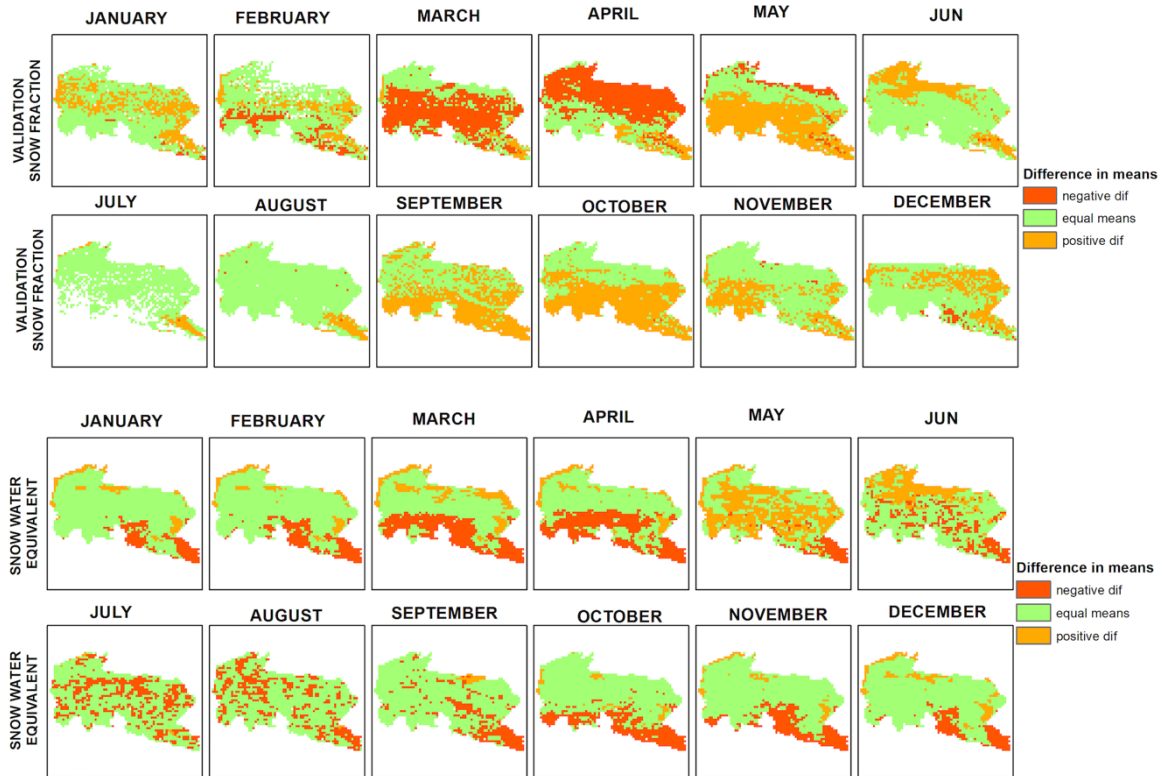 JANUARY FEBRUARY MARCH APRIL MAY JUN
VALIDATION
SNOW FRACTION
Difference in means
negative dif
equal means
positive dif
JULY AUGUST SEPTEMBER OCTOBER NOVEMBER DECEMBER
VALIDATION
SNOW FRACTION
JANUARY FEBRUARY MARCH APRIL MAY JUN
SNOW WATER
EQUIVALENT
Difference in means
negative dif
equal means
positive dif
JULY AUGUST SEPTEMBER OCTOBER NOVEMBER DECEMBER
SNOW WATER
EQUIVALENT